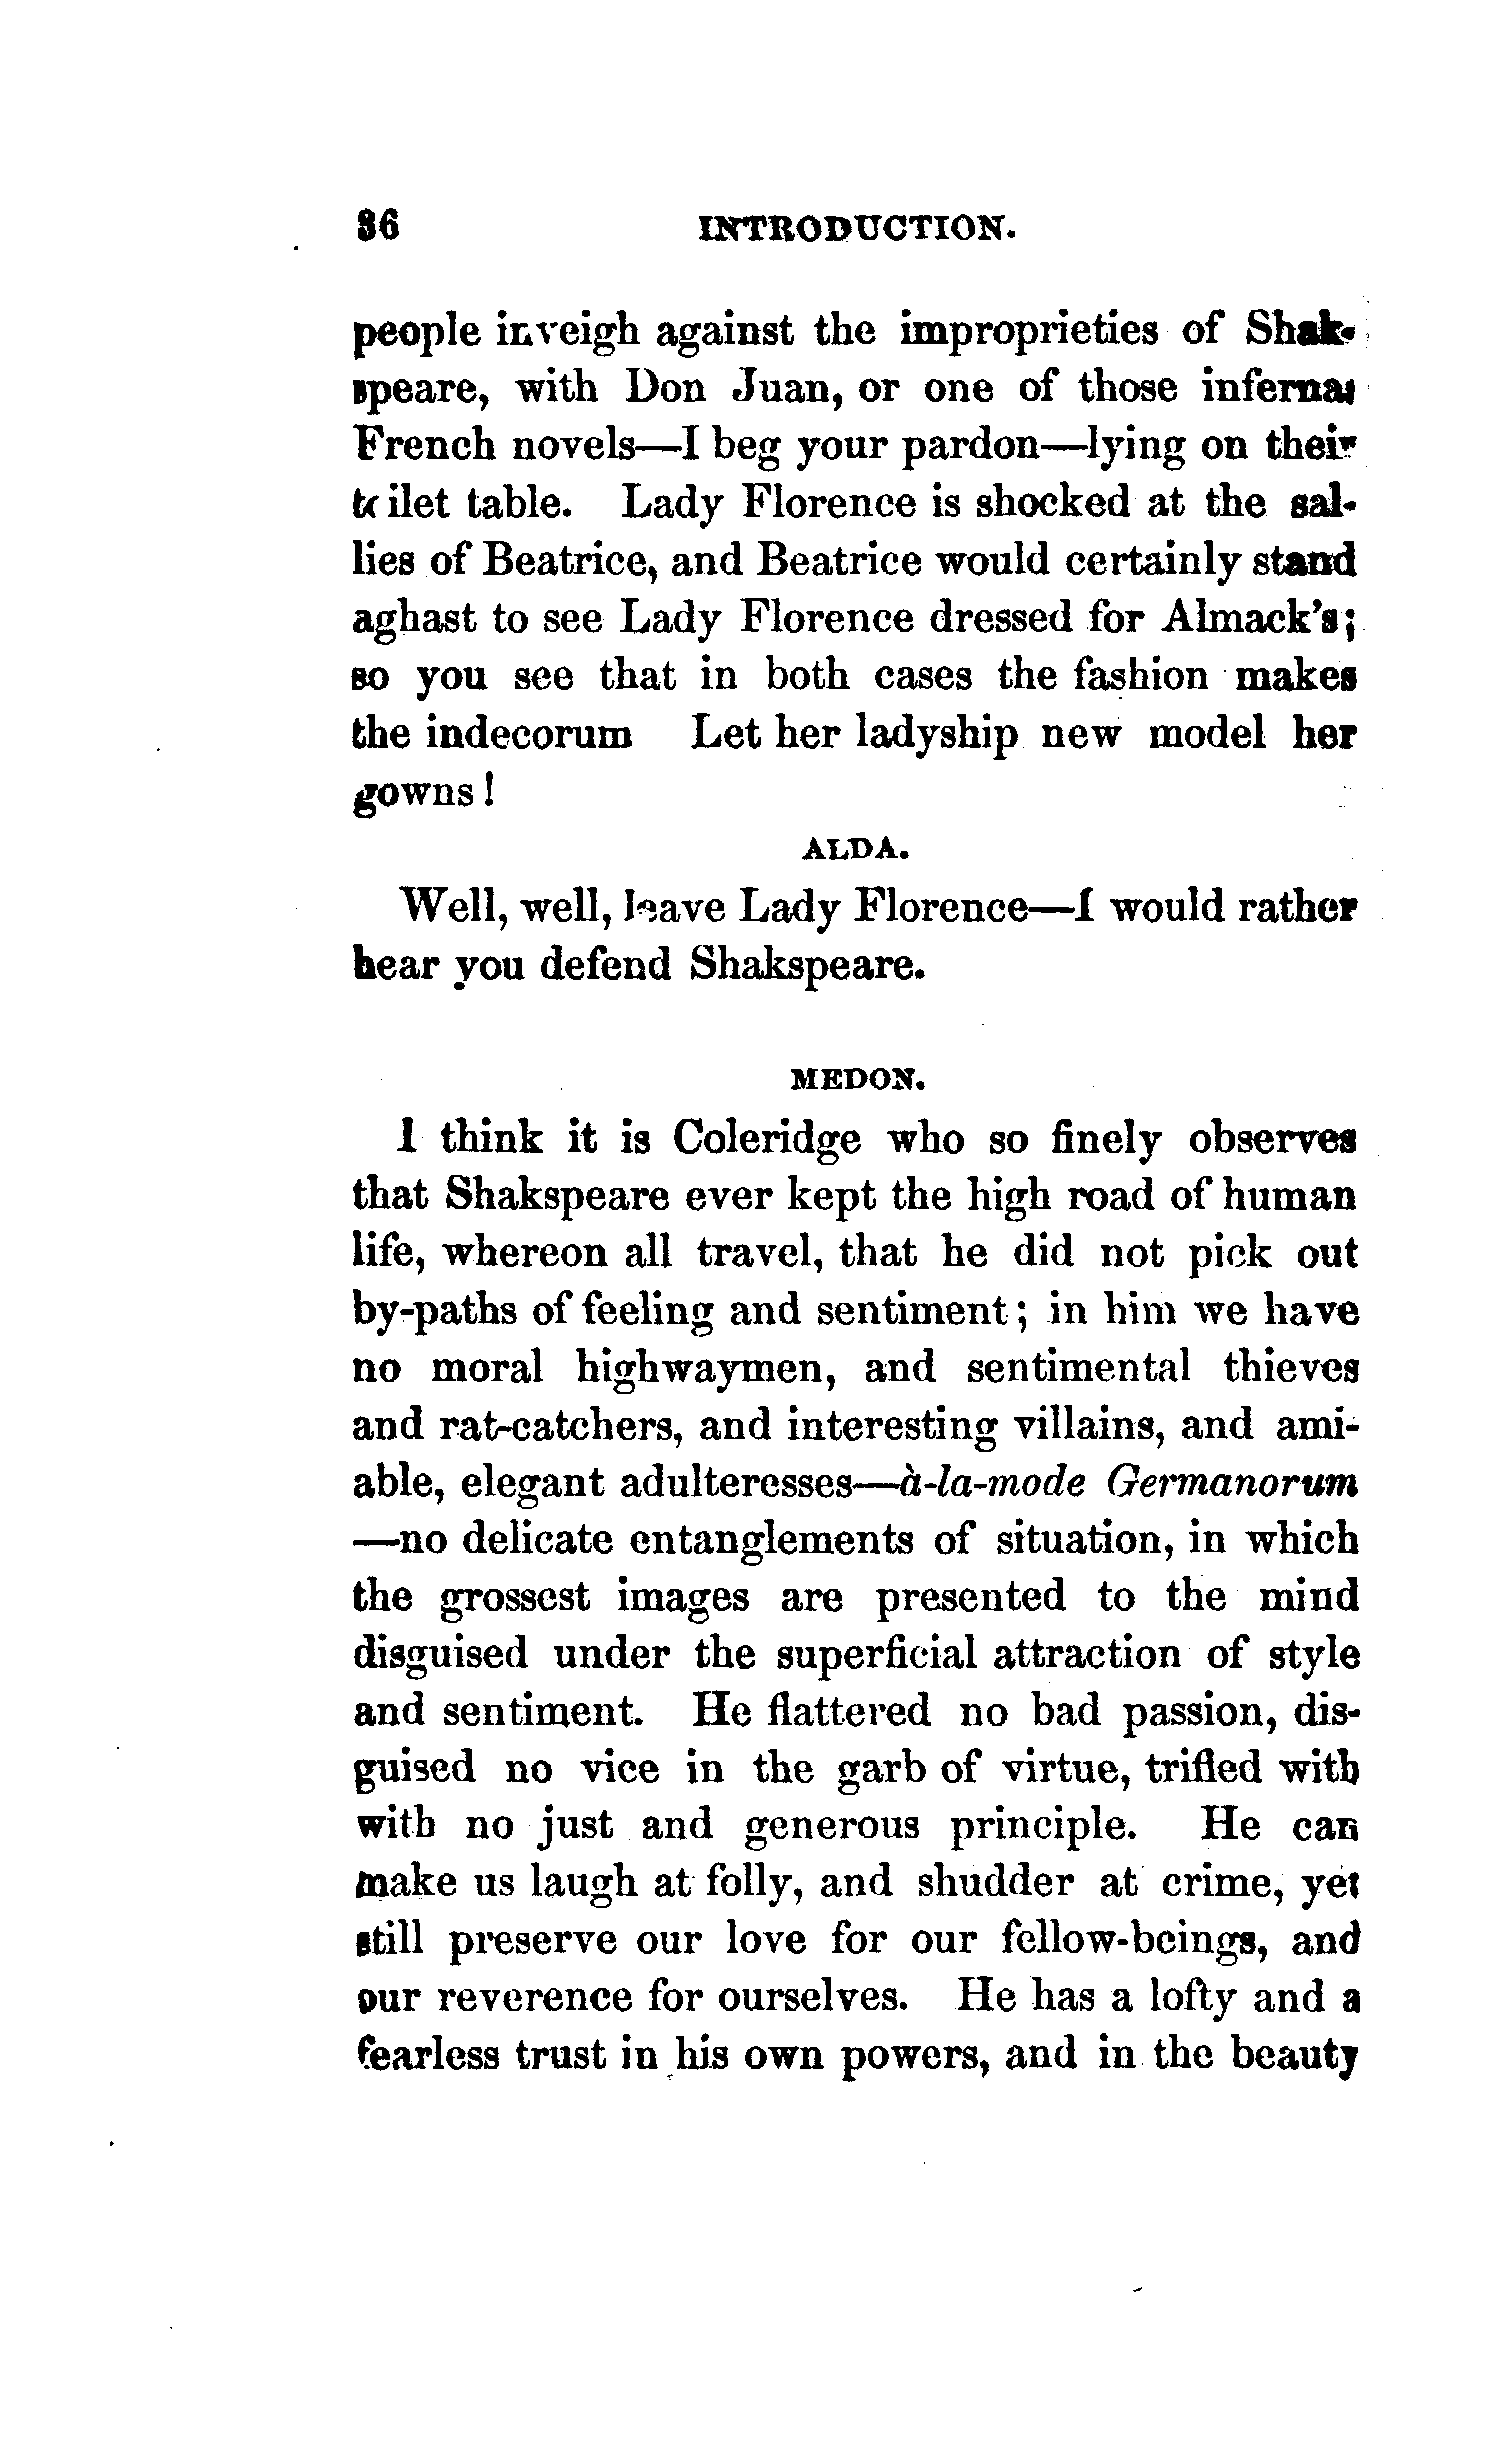 36 INTRODUCTION.
people inveigh against the improprieties of Shak-
speare, with Don Juan, or one of those infernal
French novels—I beg your pardon—lying on their
toilet table. Lady Florence is shocked at the sal-
lies of Beatrice, and Beatrice would certainly stand
aghast to see Lady Florence dressed for Almack's;
so you see that in both cases the fashion makes
the indecorum Let her ladyship new model her
gowns!
ALDA.
Well, well, leave Lady Florence—I would rather
hear you defend Shakspeare.
MEDON.
I think it is Coleridge who so finely observes
that Shakspeare ever kept the high road of human
life, whereon all travel, that he did not pick out
by-paths of feeling and sentiment; in him we have
no moral highwaymen, and sentimental thieves
and rat-catchers, and interesting villains, and ami-
able, elegant adulteresses—à-la-mode Germanorum
—no delicate entanglements of situation, in which
the grossest images are presented to the mind
disguised under the superficial attraction of style
and sentiment. He flattered no bad passion, dis-
guised no vice in the garb of virtue, trifled with
with no just and generous principle. He can
make us laugh at folly, and shudder at crime, yet
still preserve our love for our fellow-beings, and
our reverence for ourselves. He has a lofty and a
fearless trust in his own powers, and in the beauty